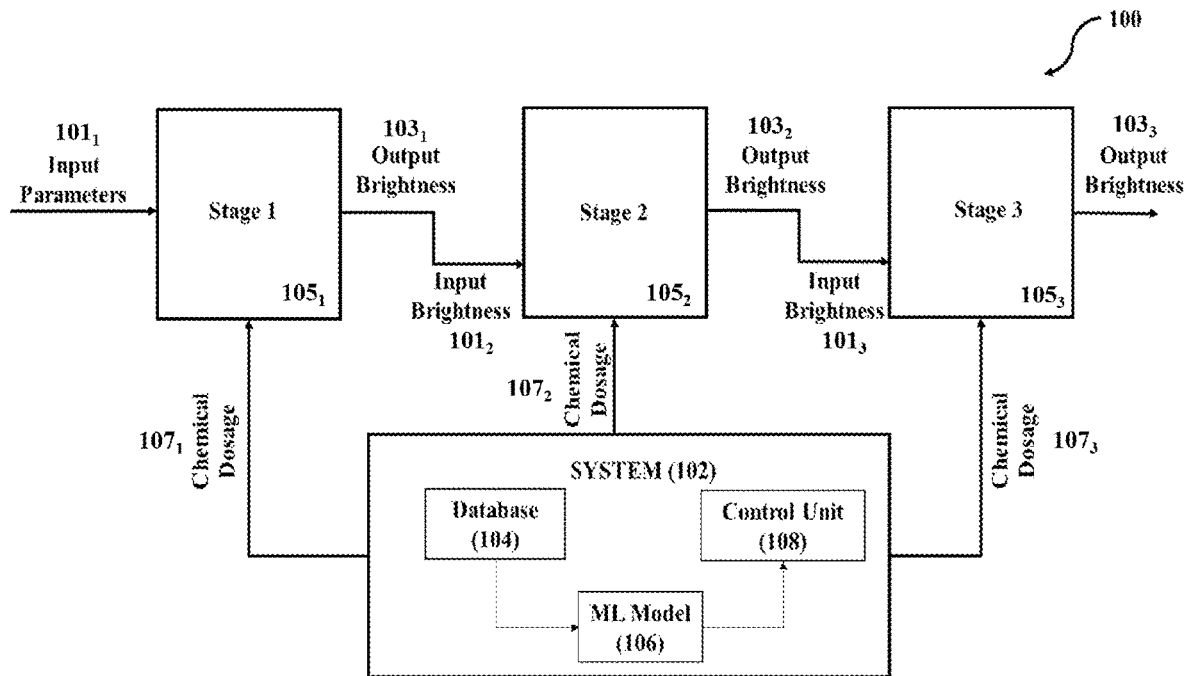 100
101₁
Input
Parameters
Stage 1
105₁
103₁
Output
Brightness
Input
Brightness
101₂
Stage 2
105₂
103₂
Output
Brightness
Input
Brightness
101₃
Stage 3
105₃
103₃
Output
Brightness
107₁
Chemical
Dosage
107₂
Chemical
Dosage
Chemical
Dosage
107₃
SYSTEM (102)
Database
(104)
Control Unit
(108)
ML Model
(106)